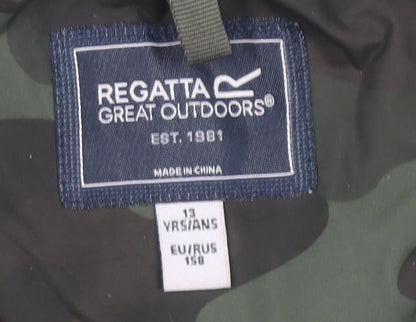 REGATTA
GREAT OUTDOORS®
EST. 1981
MADE IN CHINA
13
YRS/ANS
EU/RUS
158